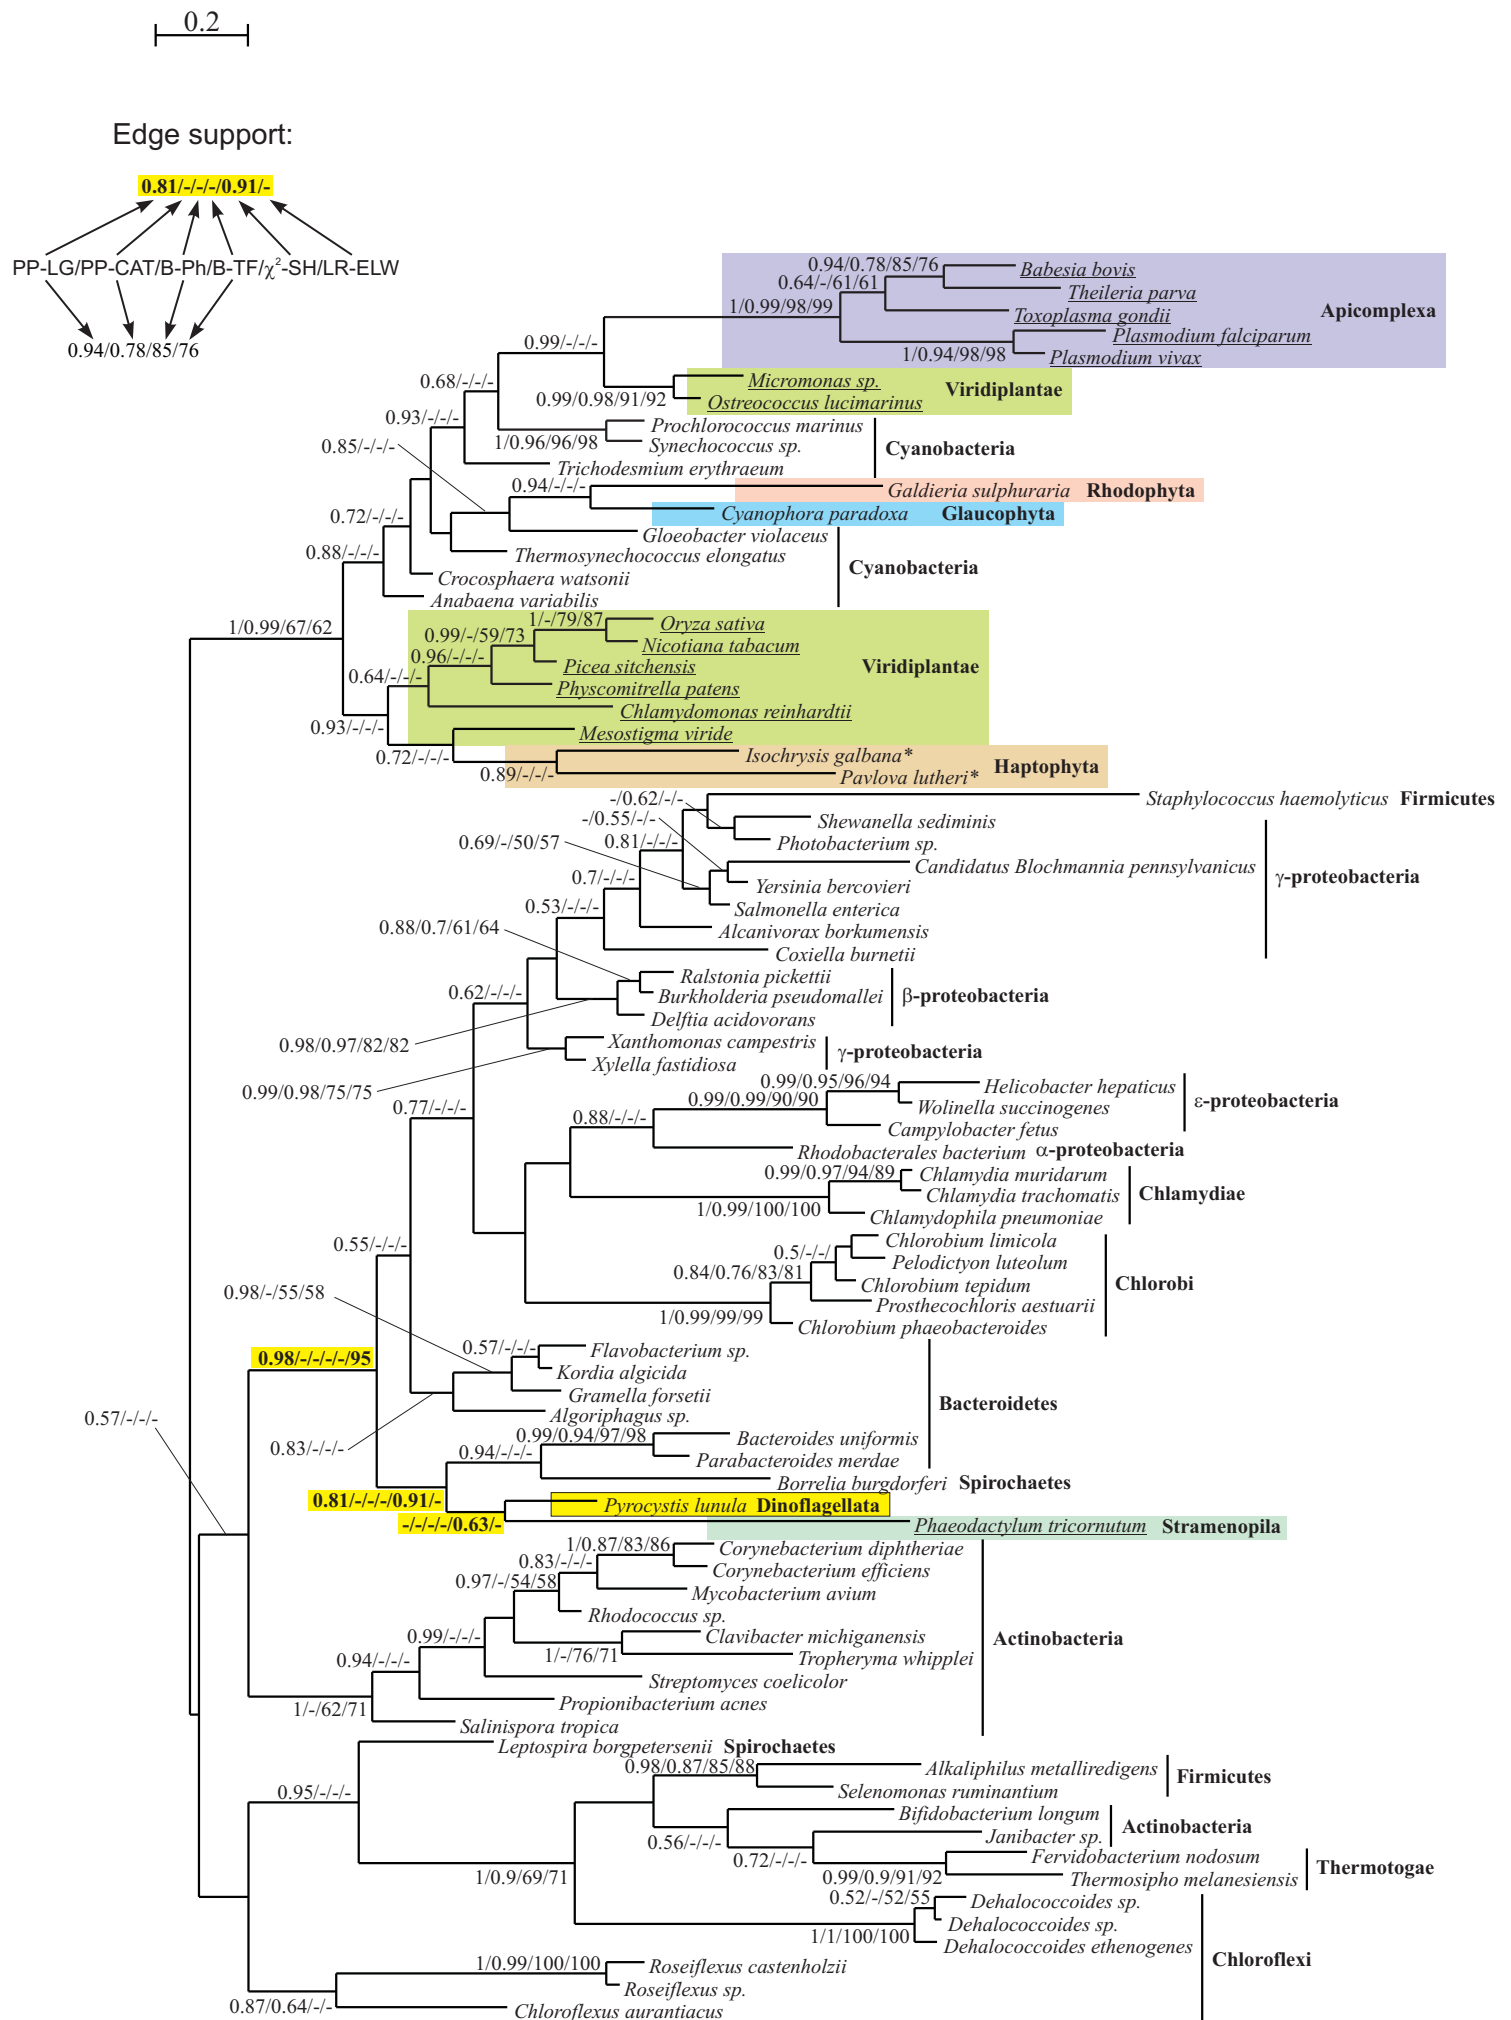 0.2
Edge support:
0.81/-/-/-/0.91/-
PP-LG/PP-CAT/B-Ph/B-TF/χ²-SH/LR-ELW
0.94/0.78/85/76
0.94/0.78/85/76
Babesia bovis
0.64/-/61/61
Theileria parva
1/0.99/98/99
Toxoplasma gondii
Apicomplexa
Plasmodium falciparum
1/0.94/98/98
Plasmodium vivax
0.99/-/-/-
0.68/-/-/-
Micromonas sp.
Viridiplantae
0.99/0.98/91/92
Ostreococcus lucimarinus
0.93/-/-/-
Prochlorococcus marinus
1/0.96/96/98
Synechococcus sp.
Cyanobacteria
0.85/-/-/-
Trichodesmium erythraeum
0.94/-/-/-
Galdieria sulphuraria Rhodophyta
Cyanophora paradoxa Glaucophyta
0.72/-/-/-
Gloeobacter violaceus
0.88/-/-/-
Thermosynechococcus elongatus
Cyanobacteria
Crocosphaera watsonii
Anabaena variabilis
1/0.99/67/62
1/-/79/87
Oryza sativa
0.99/-/59/73
Nicotiana tabacum
0.96/-/-/-
Picea sitchensis
Viridiplantae
0.64/-/-/-
Physcomitrella patens
Chlamydomonas reinhardtii
0.93/-/-/-
Mesostigma viride
0.72/-/-/-
Isochrysis galbana*
Haptophyta
0.89/-/-/-
Pavlova lutheri*
-/0.62/-/-
Staphylococcus haemolyticus Firmicutes
-/0.55/-/-
Shewanella sediminis
0.69/-/50/57
0.81/-/-/-
Photobacterium sp.
Candidatus Blochmannia pennsylvanicus
γ-proteobacteria
0.7/-/-/-
Yersinia bercovieri
0.53/-/-/-
Salmonella enterica
0.88/0.7/61/64
Alcanivorax borkumensis
Coxiella burnetii
Ralstonia pickettii
0.62/-/-/-
Burkholderia pseudomallei
β-proteobacteria
Delftia acidovorans
0.98/0.97/82/82
Xanthomonas campestris
γ-proteobacteria
Xylella fastidiosa
0.99/0.98/75/75
0.99/0.95/96/94
Helicobacter hepaticus
0.77/-/-/-
0.99/0.99/90/90
Wolinella succinogenes
ε-proteobacteria
0.88/-/-/-
Campylobacter fetus
Rhodobacterales bacterium α-proteobacteria
0.99/0.97/94/89
Chlamydia muridarum
Chlamydia trachomatis
Chlamydiae
1/0.99/100/100
Chlamydophila pneumoniae
0.55/-/-/-
Chlorobium limicola
0.5/-/-/
Pelodictyon luteolum
0.84/0.76/83/81
Chlorobium tepidum
Chlorobi
0.98/-/55/58
Prosthecochloris aestuarii
1/0.99/99/99
Chlorobium phaeobacteroides
0.57/-/-/-
Flavobacterium sp.
0.98/-/-/-/-/95
Kordia algicida
Gramella forsetii
Bacteroidetes
0.57/-/-/-
Algoriphagus sp.
0.83/-/-/-
0.99/0.94/97/98
Bacteroides uniformis
0.94/-/-/-
Parabacteroides merdae
Borrelia burgdorferi Spirochaetes
0.81/-/-/-/0.91/-
Pyrocystis lunula Dinoflagellata
-/-/-/-/0.63/-
Phaeodactylum tricornutum Stramenopila
1/0.87/83/86
Corynebacterium diphtheriae
0.83/-/-/-
Corynebacterium efficiens
0.97/-/54/58
Mycobacterium avium
Rhodococcus sp.
0.99/-/-/-
Clavibacter michiganensis
Actinobacteria
1/-/76/71
Tropheryma whipplei
0.94/-/-/-
Streptomyces coelicolor
1/-/62/71
Propionibacterium acnes
Salinispora tropica
Leptospira borgpetersenii Spirochaetes
0.98/0.87/85/88
Alkaliphilus metalliredigens
Firmicutes
0.95/-/-/-
Selenomonas ruminantium
Bifidobacterium longum
Actinobacteria
0.56/-/-/-
Janibacter sp.
0.72/-/-/-
Fervidobacterium nodosum
Thermotogae
1/0.9/69/71
0.99/0.9/91/92
Thermosipho melanesiensis
0.52/-/52/55
Dehalococcoides sp.
Dehalococcoides sp.
1/1/100/100
Dehalococcoides ethenogenes
Chloroflexi
1/0.99/100/100
Roseiflexus castenholzii
Roseiflexus sp.
0.87/0.64/-/-
Chloroflexus aurantiacus